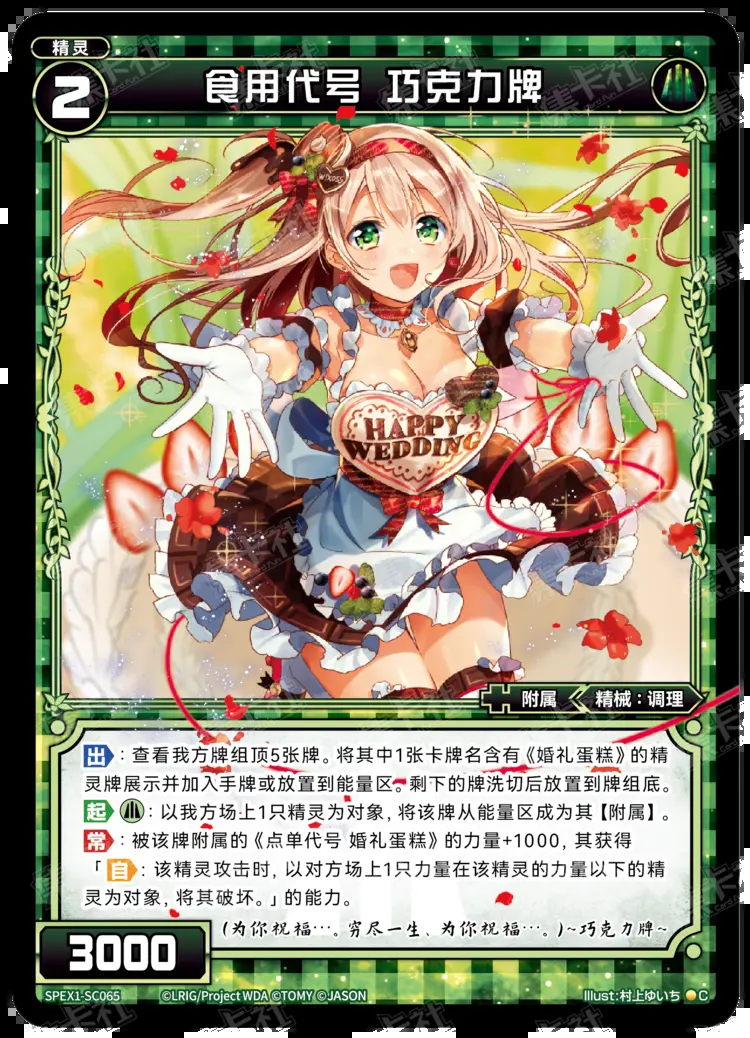 精灵
2
食用代号 巧克力牌
WIXOSS
HAPPY
WEDDING
附属
精械：调理
出：查看我方牌组顶5张牌。将其中1张卡牌名含有《婚礼蛋糕》的精
灵牌展示并加入手牌或放置到能量区。剩下的牌洗切后放置到牌组底。
起：以我方场上1只精灵为对象，将该牌从能量区成为其【附属】。
常：被该牌附属的《点单代号 婚礼蛋糕》的力量+1000，其获得
「自：该精灵攻击时，以对方场上1只力量在该精灵的力量以下的精
灵为对象，将其破坏。」的能力。
(为你祝福…。穷尽一生、为你祝福…。)~巧克力牌~
3000
SPEX1-SC065
©LRIG/Project WDA ©TOMY ©JASON
Illust:村上ゆいち
C
集卡社